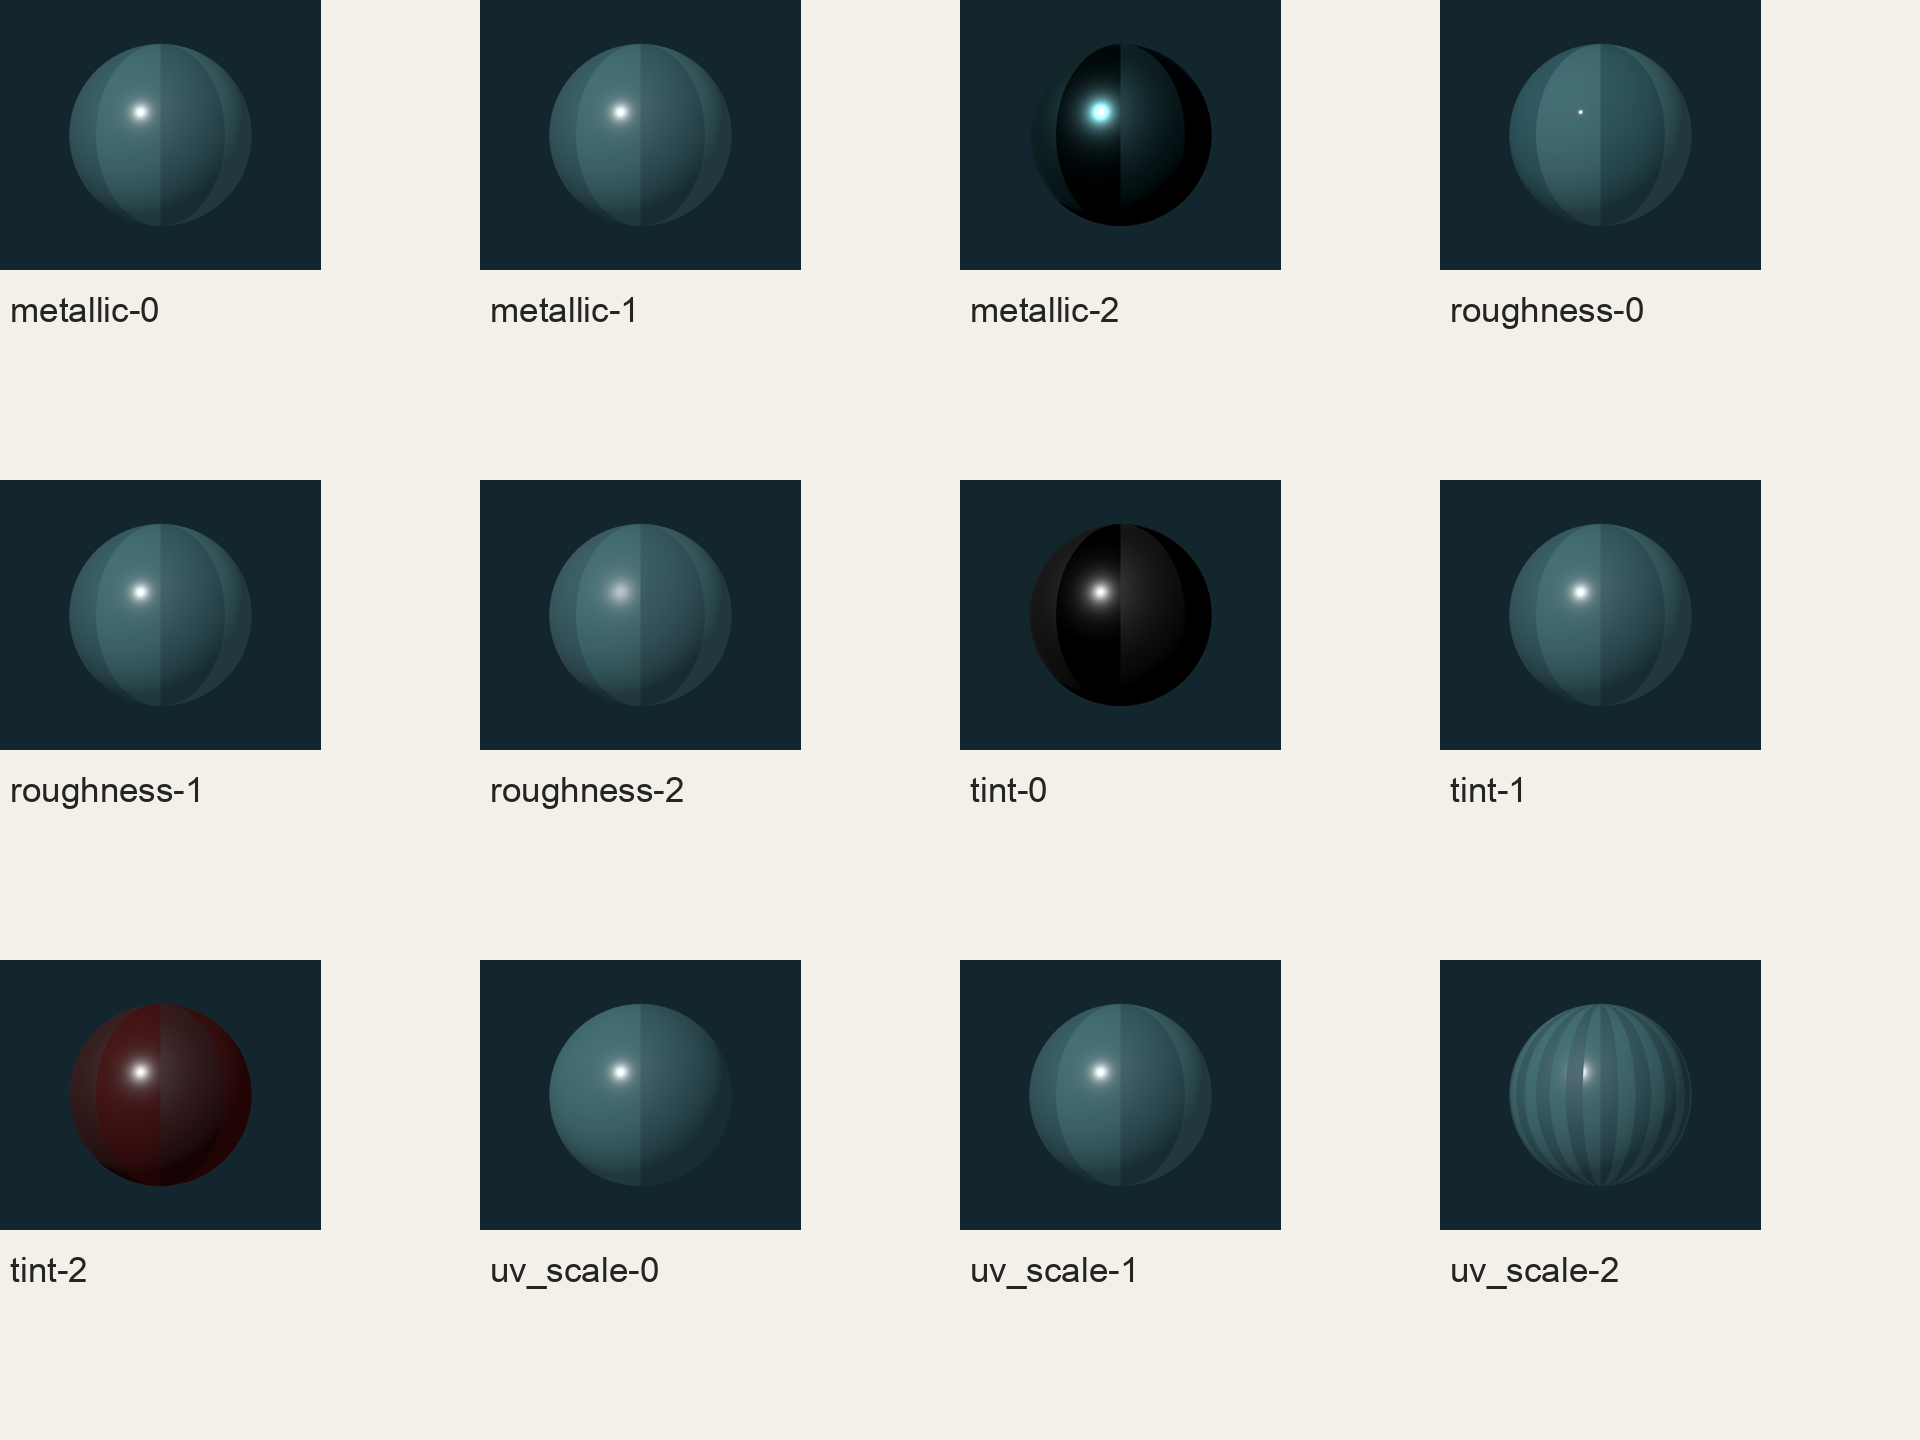 metallic-0
metallic-1
metallic-2
roughness-0
roughness-1
roughness-2
tint-0
tint-1
tint-2
uv_scale-0
uv_scale-1
uv_scale-2